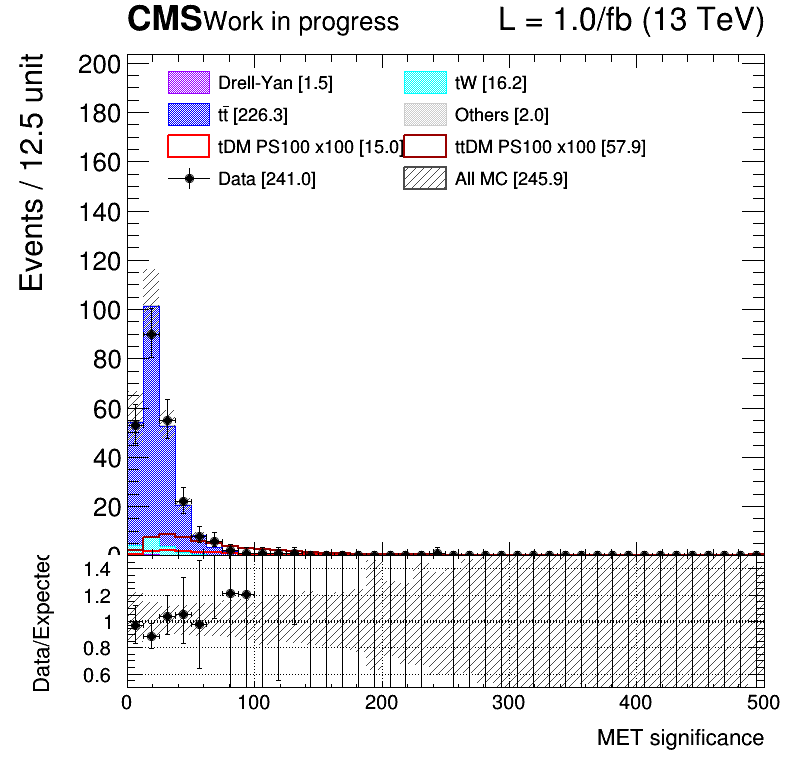 CMS Work in progress L = 1.0/fb (13 TeV)
Events / 12.5 unit
200
180
160
140
120
100
80
60
40
20
0
Drell-Yan [1.5] tW [16.2]
tt̄ [226.3] Others [2.0]
tDM PS100 x100 [15.0] ttDM PS100 x100 [57.9]
Data [241.0] All MC [245.9]
Data/Expected
1.4
1.2
1
0.8
0.6
0 100 200 300 400 500
MET significance